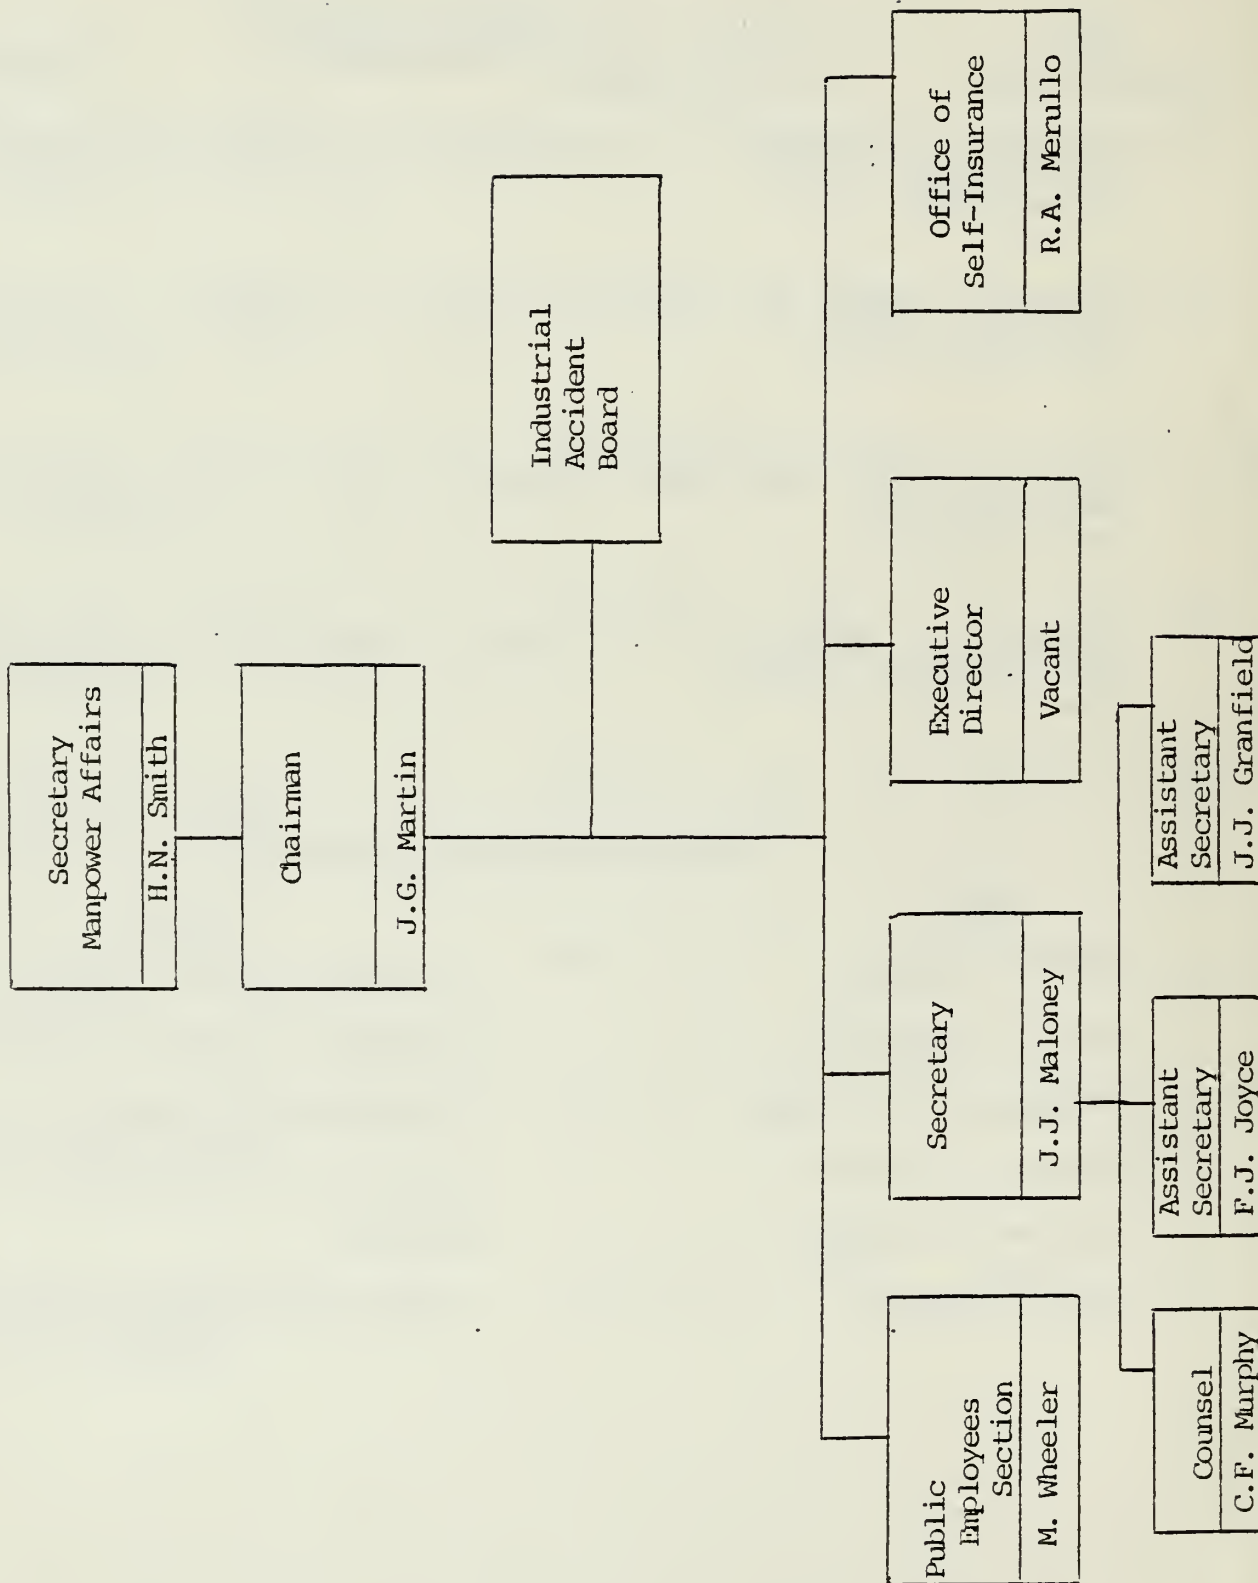 Secretary
Manpower Affairs
H.N. Smith
Chairman
J.G. Martin
Industrial
Accident
Board
Public
Employees
Section
M. Wheeler
Secretary
J.J. Maloney
Executive
Director
Vacant
Office of
Self-Insurance
R.A. Merullo
Counsel
C.F. Murphy
Assistant
Secretary
F.J. Joyce
Assistant
Secretary
J.J. Granfield